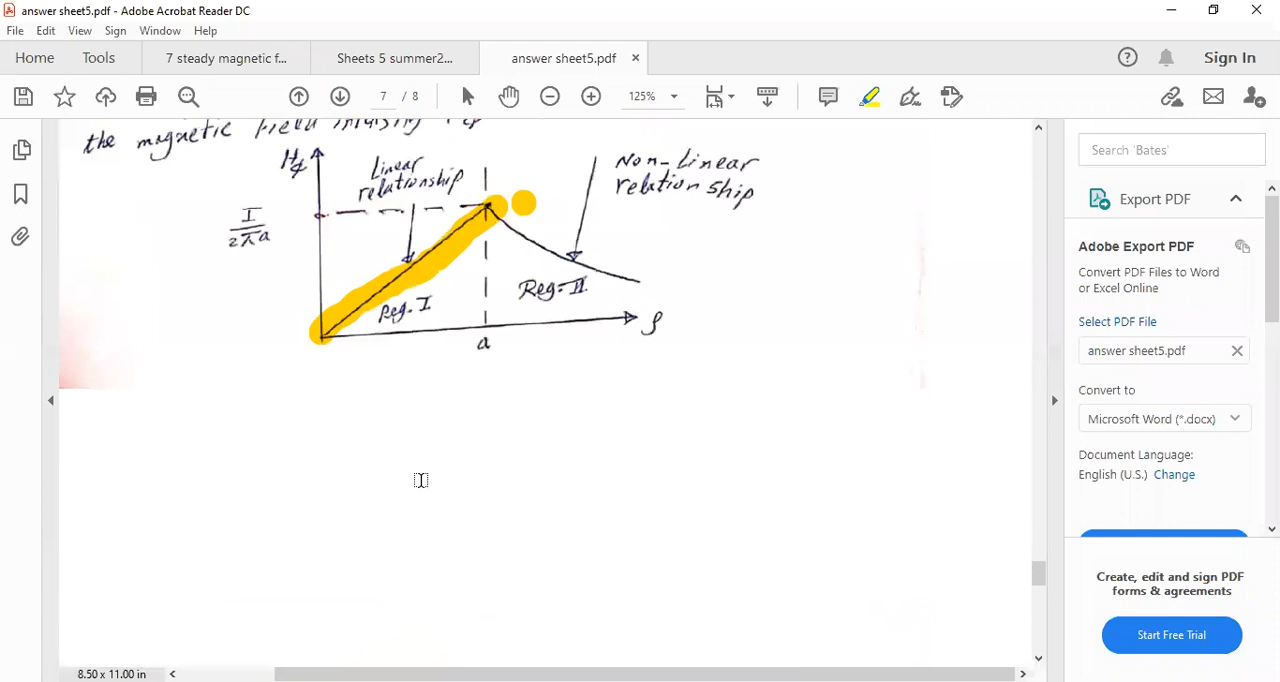 answer sheet5.pdf - Adobe Acrobat Reader DC
File Edit View Sign Window Help
Home Tools 7 steady magnetic f... Sheets 5 summer2... answer sheet5.pdf × Sign In
7 / 8 125%
the magnetic field
Hϕ
Linear
relationship
Non-Linear
relationship
I
2πa
Reg. I
Reg. II
a
ρ
Search 'Bates'
Export PDF
Adobe Export PDF
Convert PDF Files to Word
or Excel Online
Select PDF File
answer sheet5.pdf
Convert to
Microsoft Word (*.docx)
Document Language:
English (U.S.) Change
Create, edit and sign PDF
forms & agreements
Start Free Trial
8.50 x 11.00 in